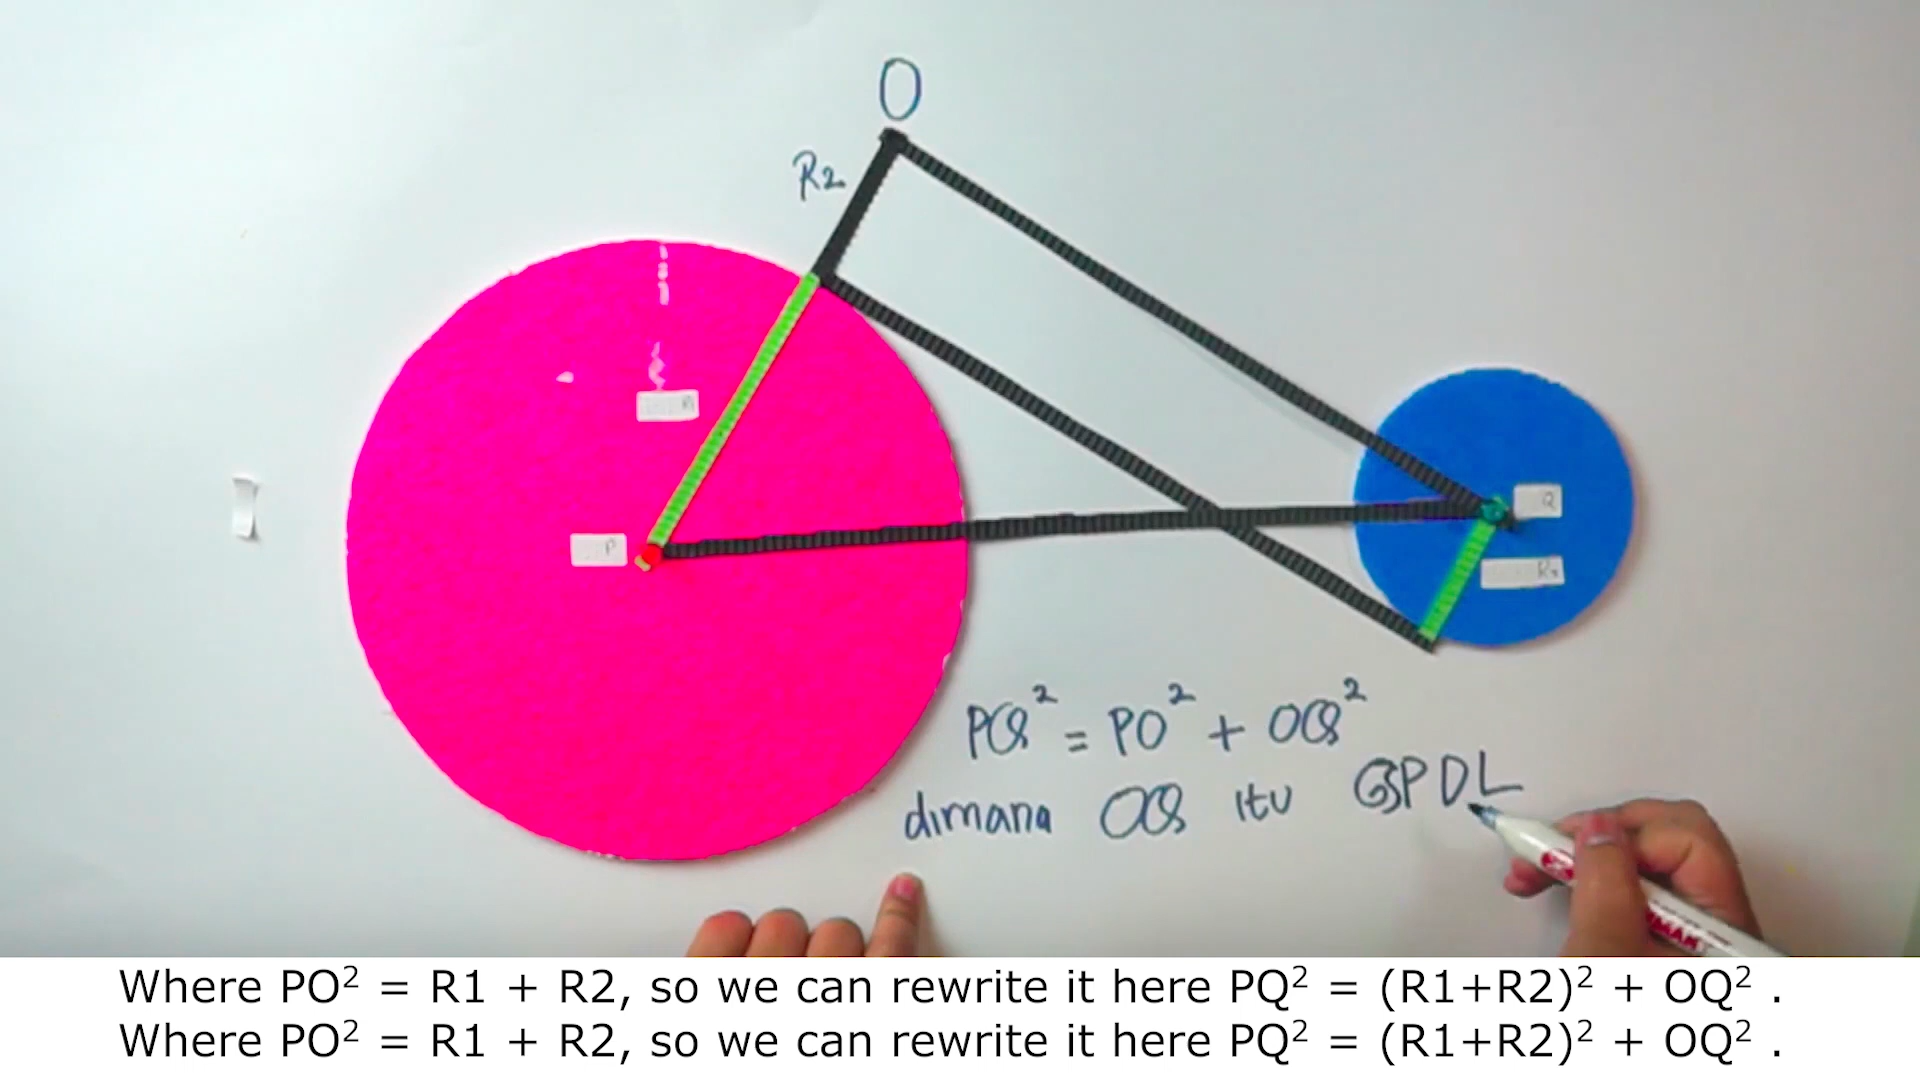 O
R2
P
Q
PQ² = PO² + OQ²
dimana OQ itu GSPDL
Where PO² = R1 + R2, so we can rewrite it here PQ² = (R1+R2)² + OQ² .
Where PO² = R1 + R2, so we can rewrite it here PQ² = (R1+R2)² + OQ² .